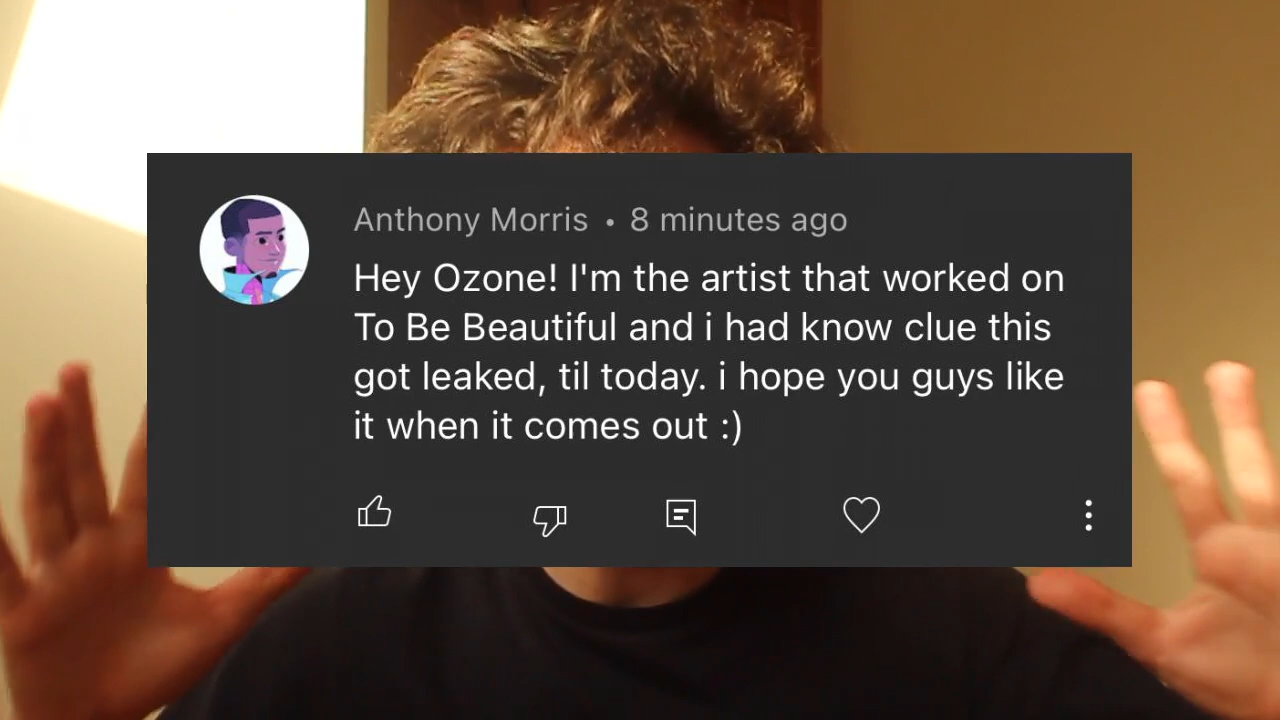 Anthony Morris • 8 minutes ago
Hey Ozone! I'm the artist that worked on
To Be Beautiful and i had know clue this
got leaked, til today. i hope you guys like
it when it comes out :)